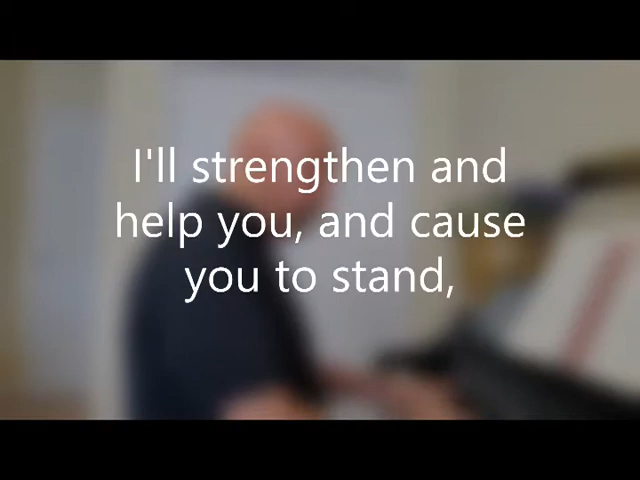 I'll strengthen and
help you, and cause
you to stand,